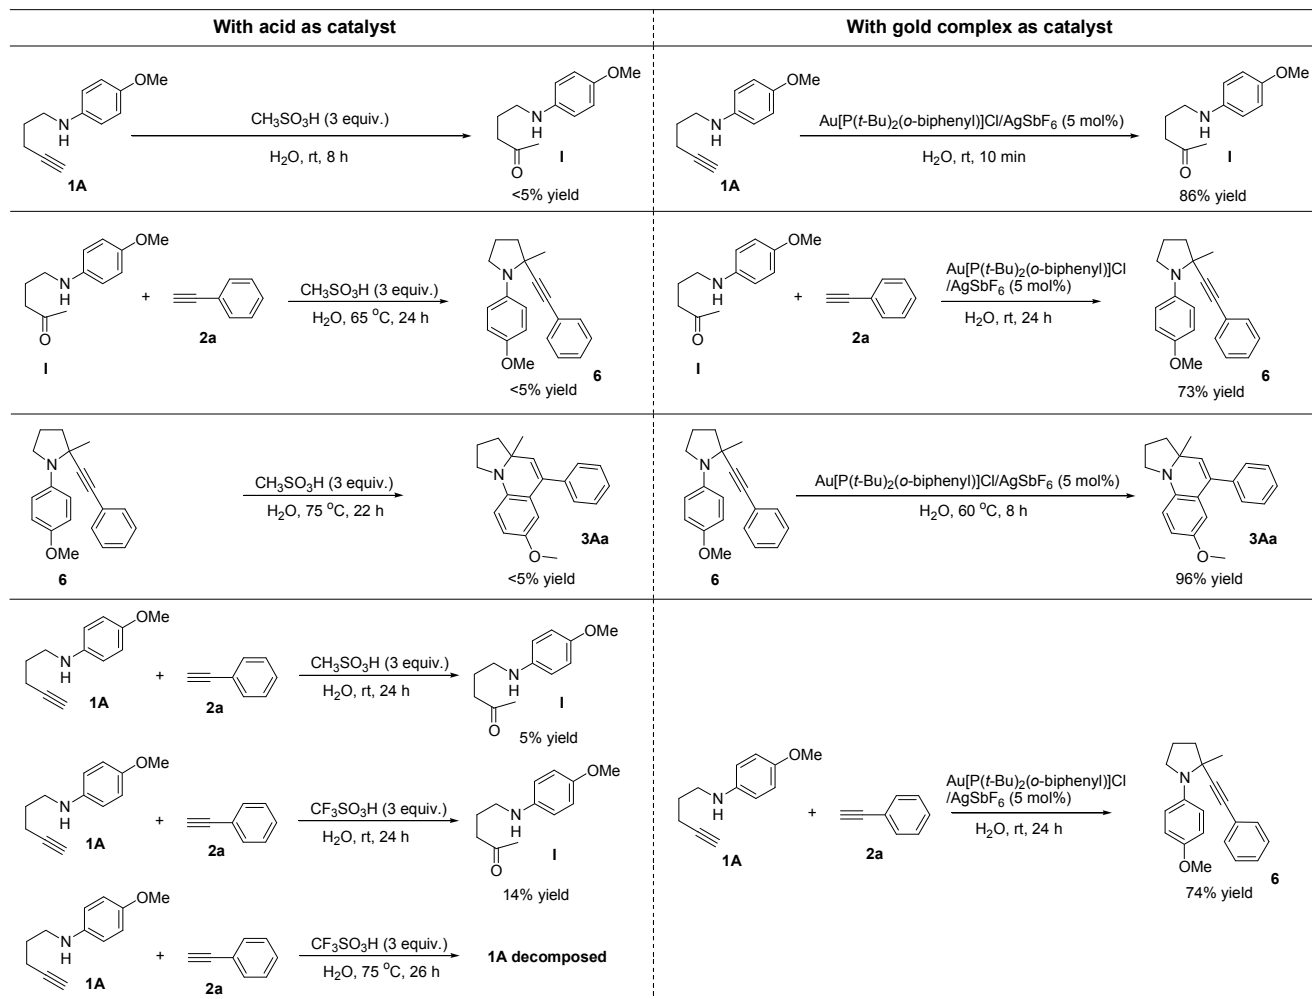 With acid as catalyst
With gold complex as catalyst
OMe
N
H
1A
CH3SO3H (3 equiv.)
H2O, rt, 8 h
OMe
N
H
O
I
<5% yield
OMe
N
H
1A
Au[P(t-Bu)2(o-biphenyl)]Cl/AgSbF6 (5 mol%)
H2O, rt, 10 min
OMe
N
H
O
I
86% yield
OMe
N
H
O
I
+
2a
CH3SO3H (3 equiv.)
H2O, 65 °C, 24 h
N
OMe
6
<5% yield
OMe
N
H
O
I
+
2a
Au[P(t-Bu)2(o-biphenyl)]Cl
/AgSbF6 (5 mol%)
H2O, rt, 24 h
N
OMe
6
73% yield
N
OMe
6
CH3SO3H (3 equiv.)
H2O, 75 °C, 22 h
N
O
3Aa
<5% yield
N
OMe
6
Au[P(t-Bu)2(o-biphenyl)]Cl/AgSbF6 (5 mol%)
H2O, 60 °C, 8 h
N
O
3Aa
96% yield
OMe
N
H
1A
+
2a
CH3SO3H (3 equiv.)
H2O, rt, 24 h
OMe
N
H
O
I
5% yield
OMe
N
H
1A
+
2a
CF3SO3H (3 equiv.)
H2O, rt, 24 h
OMe
N
H
O
I
14% yield
OMe
N
H
1A
+
2a
CF3SO3H (3 equiv.)
H2O, 75 °C, 26 h
1A decomposed
OMe
N
H
1A
+
2a
Au[P(t-Bu)2(o-biphenyl)]Cl
/AgSbF6 (5 mol%)
H2O, rt, 24 h
N
OMe
6
74% yield